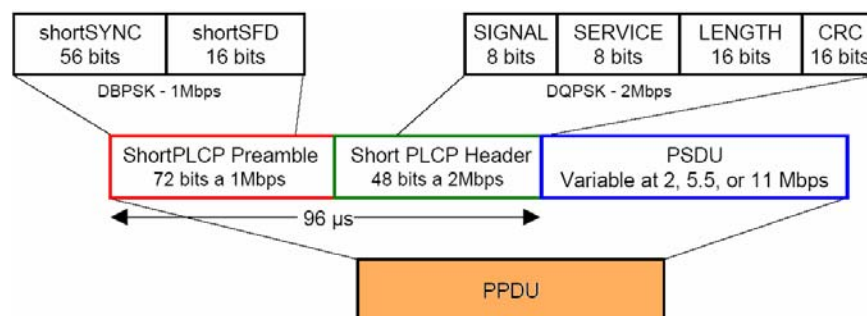 shortSYNC
56 bits
shortSFD
16 bits
SIGNAL
8 bits
SERVICE
8 bits
LENGTH
16 bits
CRC
16 bits
DBPSK - 1Mbps
DQPSK - 2Mbps
ShortPLCP Preamble
72 bits a 1Mbps
Short PLCP Header
48 bits a 2Mbps
PSDU
Variable at 2, 5.5, or 11 Mbps
96 µs
PPDU